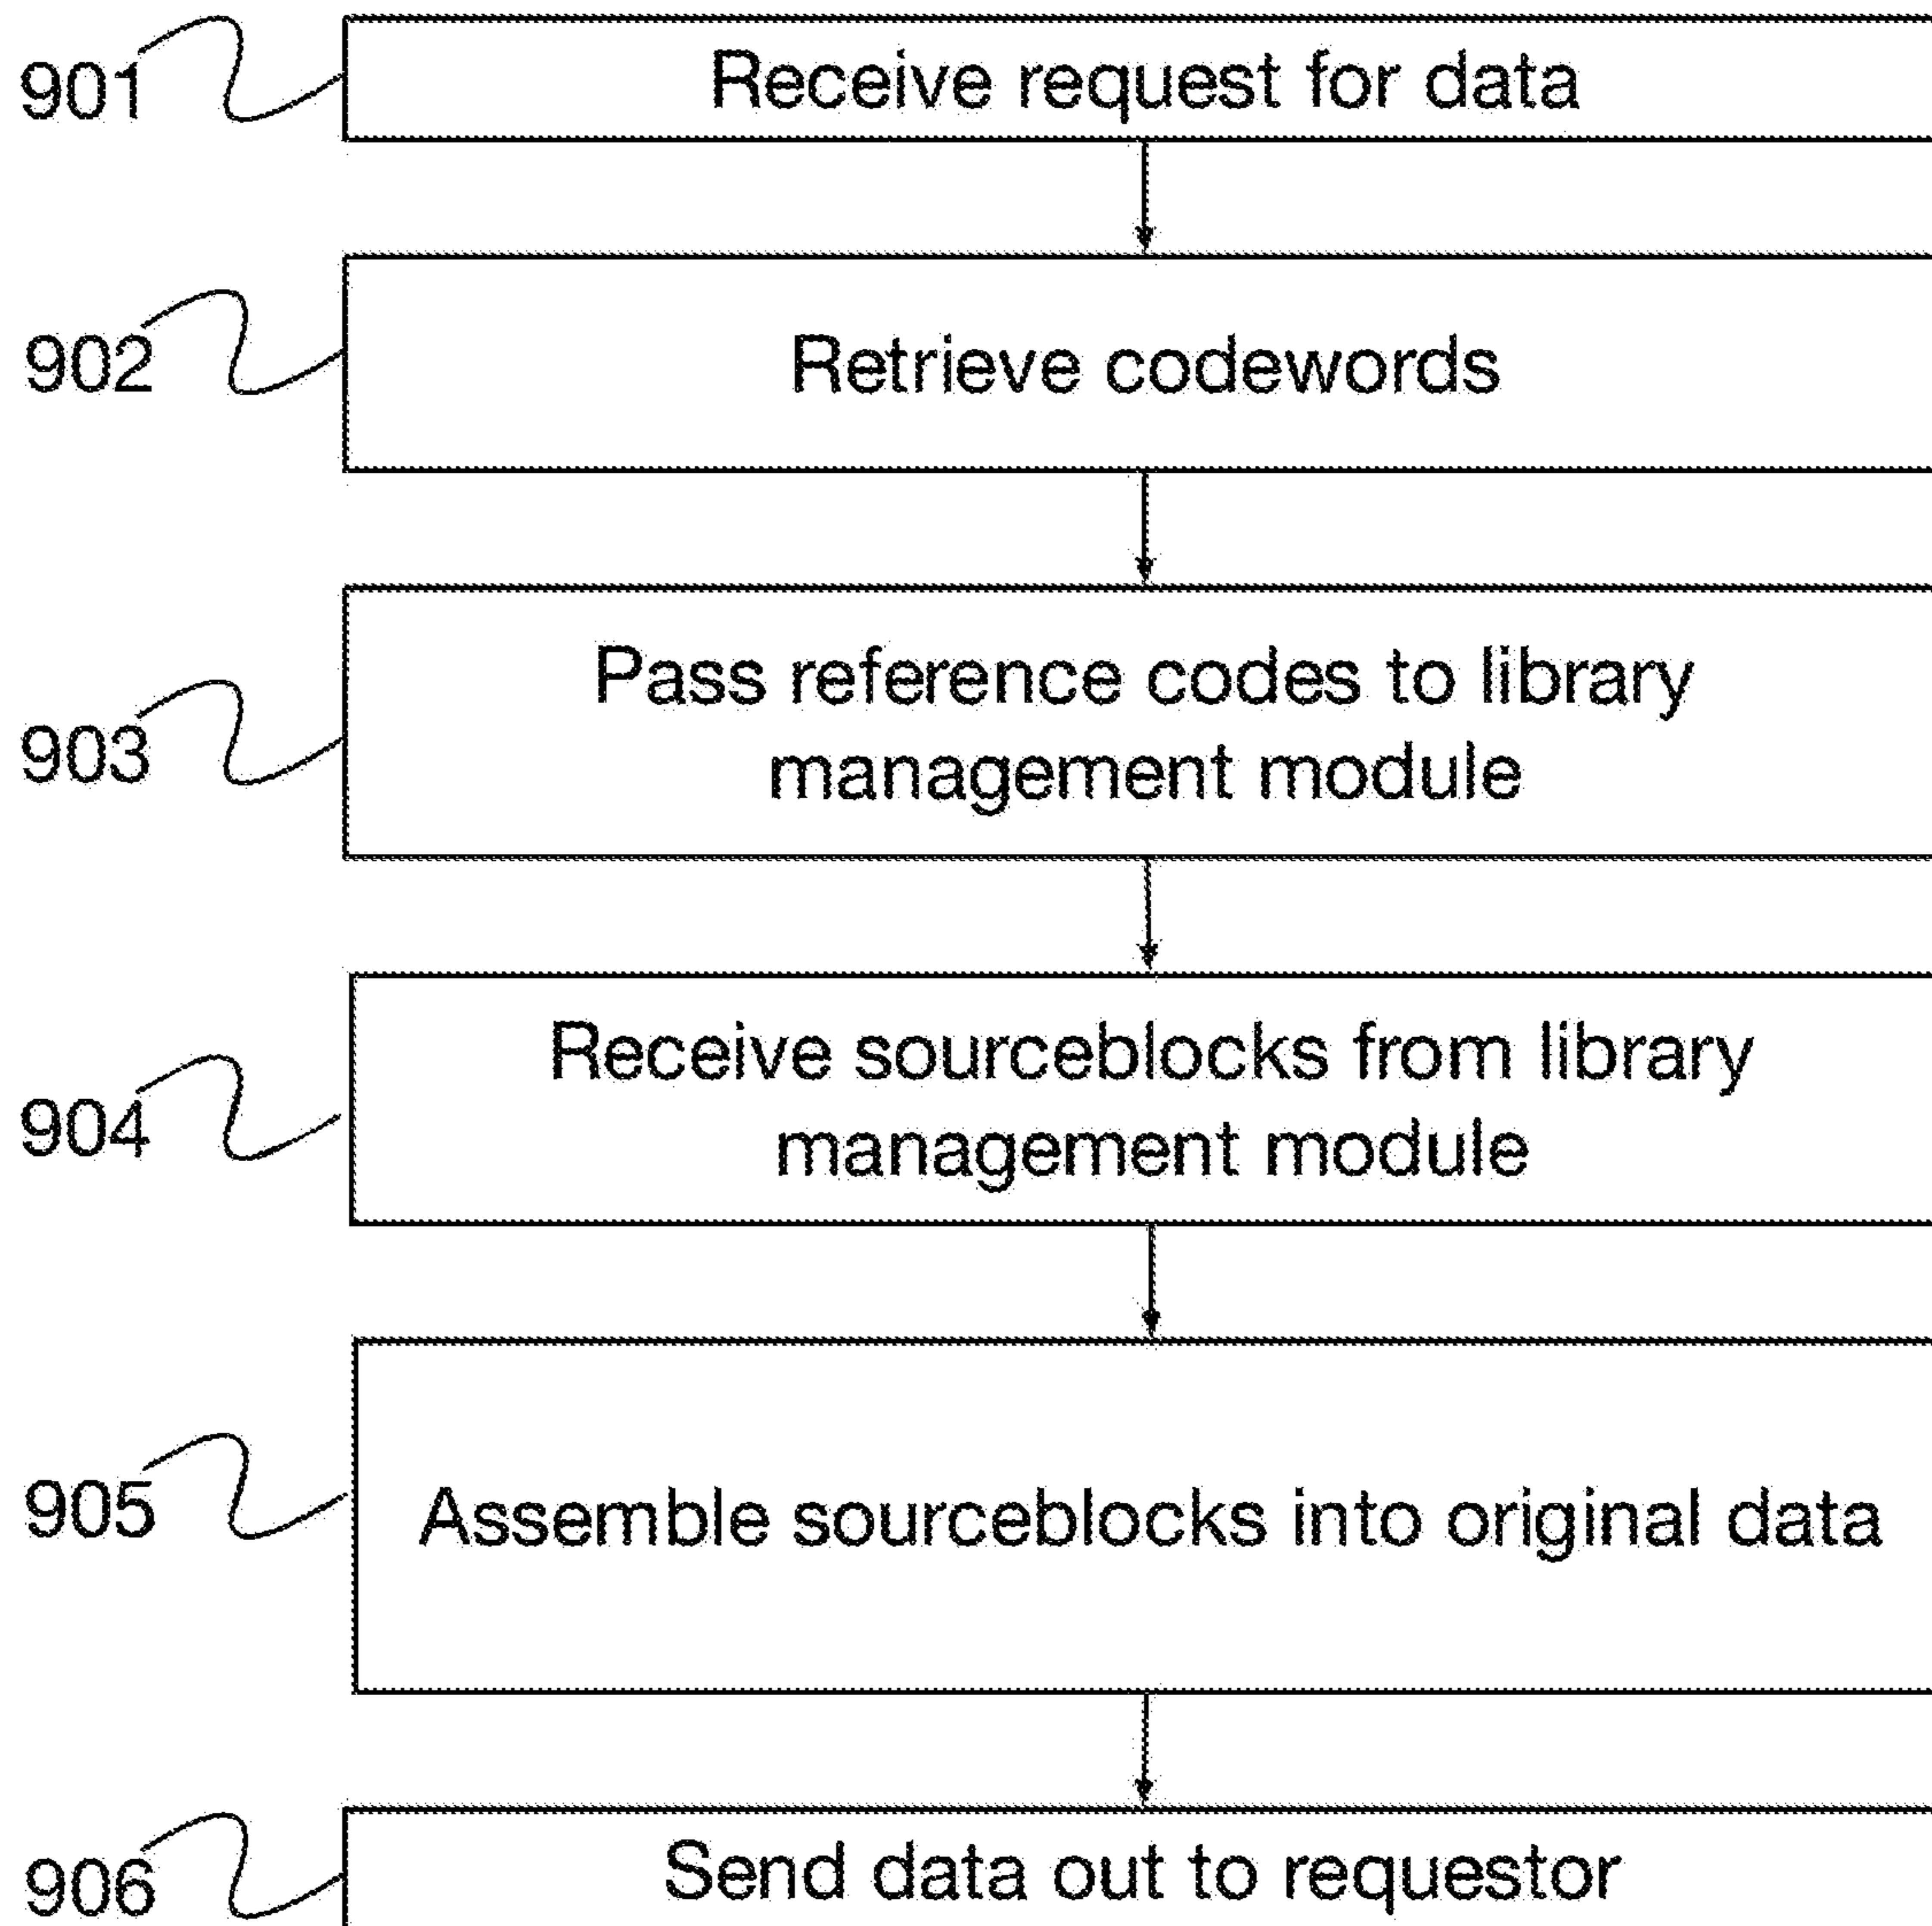 901
Receive request for data
902
Retrieve codewords
903
Pass reference codes to library
management module
904
Receive sourceblocks from library
management module
905
Assemble sourceblocks into original data
906
Send data out to requestor